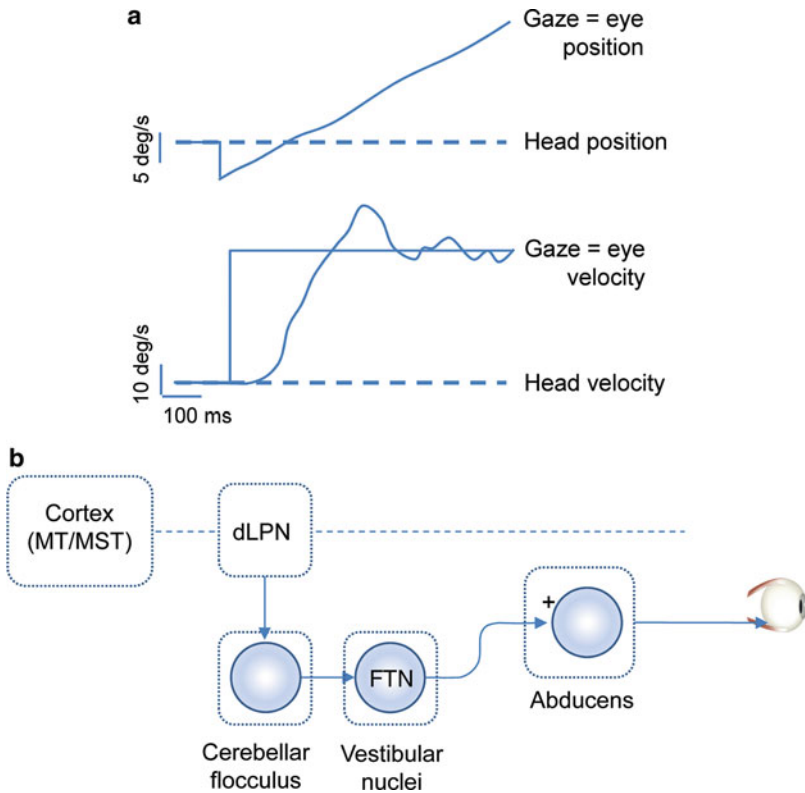 a
Gaze = eye
position
5 deg/s
Head position
Gaze = eye
velocity
10 deg/s
Head velocity
100 ms
b
Cortex
(MT/MST)
dLPN
+
FTN
Abducens
Cerebellar
flocculus
Vestibular
nuclei